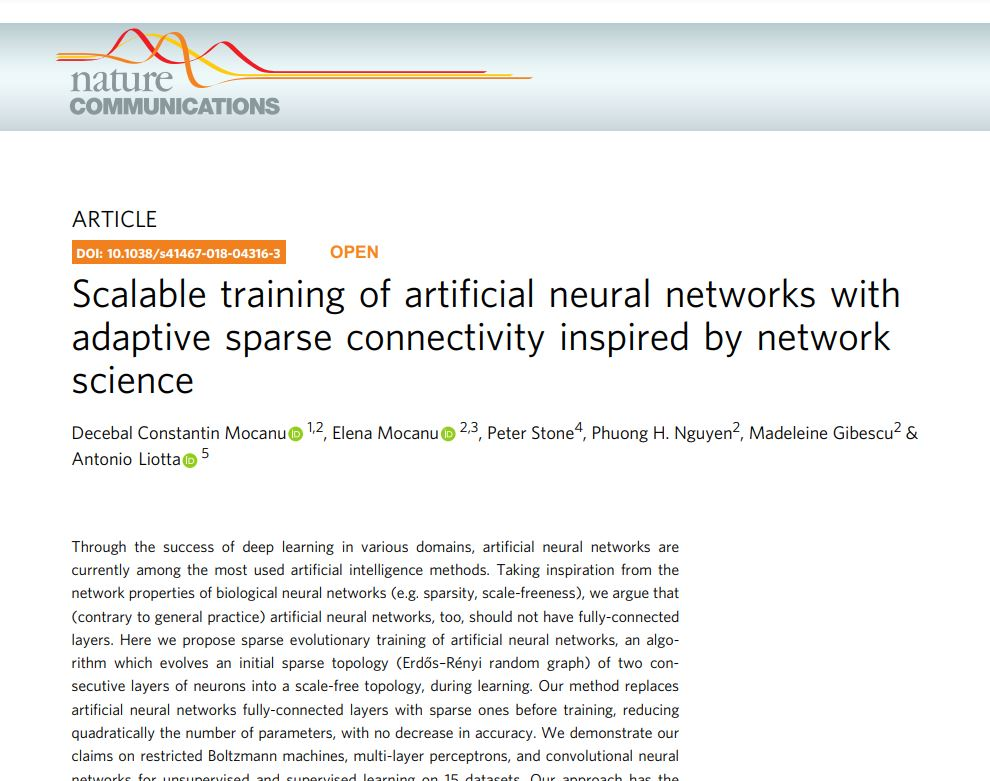 nature
COMMUNICATIONS
ARTICLE
DOI: 10.1038/s41467-018-04316-3 OPEN
Scalable training of artificial neural networks with
adaptive sparse connectivity inspired by network
science
Decebal Constantin Mocanu iD 1,2, Elena Mocanu iD 2,3, Peter Stone4, Phuong H. Nguyen2, Madeleine Gibescu2 &
Antonio Liotta iD 5
Through the success of deep learning in various domains, artificial neural networks are
currently among the most used artificial intelligence methods. Taking inspiration from the
network properties of biological neural networks (e.g. sparsity, scale-freeness), we argue that
(contrary to general practice) artificial neural networks, too, should not have fully-connected
layers. Here we propose sparse evolutionary training of artificial neural networks, an algo-
rithm which evolves an initial sparse topology (Erdős–Rényi random graph) of two con-
secutive layers of neurons into a scale-free topology, during learning. Our method replaces
artificial neural networks fully-connected layers with sparse ones before training, reducing
quadratically the number of parameters, with no decrease in accuracy. We demonstrate our
claims on restricted Boltzmann machines, multi-layer perceptrons, and convolutional neural
networks for unsupervised and supervised learning on 15 datasets. Our approach has the